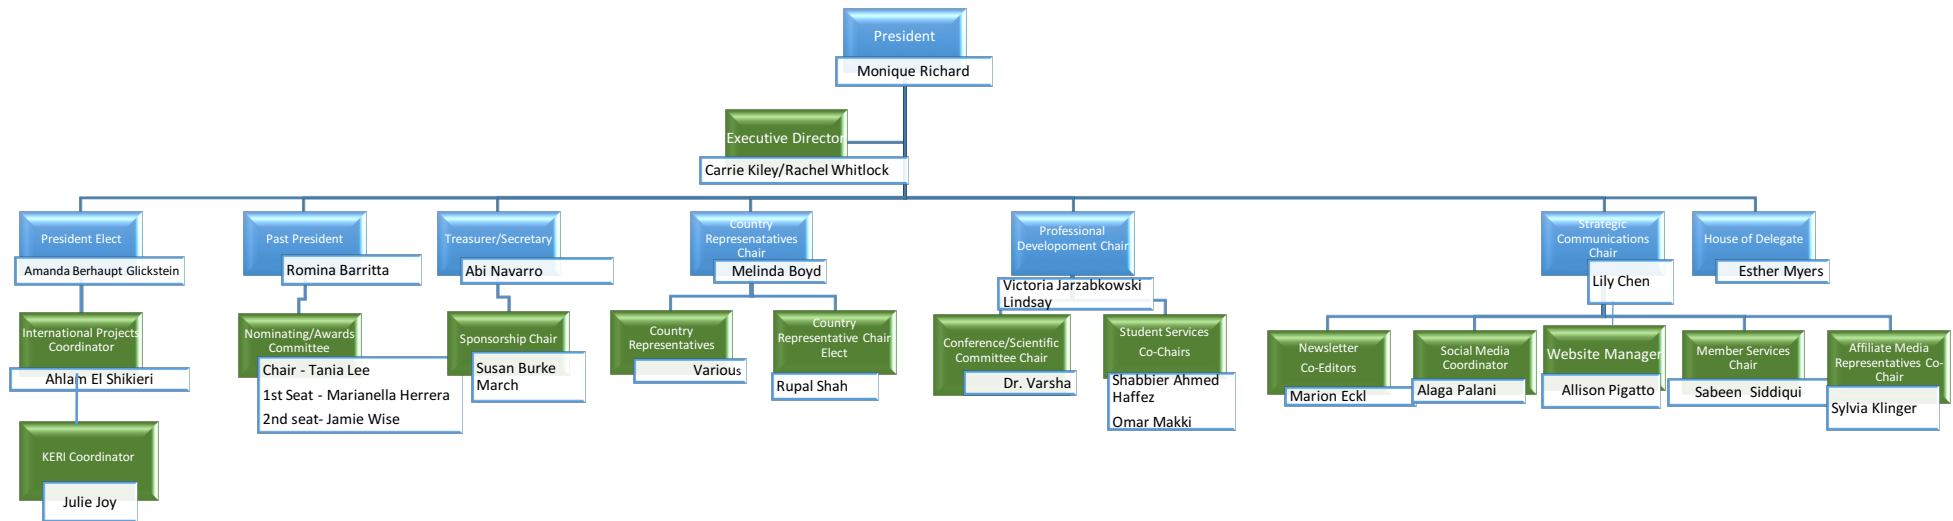 President
Monique Richard
Executive Director
Carrie Kiley/Rachel Whitlock
President Elect
Amanda Berhaupt Glickstein
Past President
Romina Barritta
Treasurer/Secretary
Abi Navarro
Country
Represenatatives
Chair
Melinda Boyd
Professional
Developoment Chair
Victoria Jarzabkowski
Lindsay
Strategic
Communications
Chair
Lily Chen
House of Delegate
Esther Myers
International Projects
Coordinator
Ahlam El Shikieri
Nominating/Awards
Committee
Chair - Tania Lee
1st Seat - Marianella Herrera
2nd seat- Jamie Wise
Sponsorship Chair
Susan Burke
March
Country
Representatives
Various
Country
Representative Chair
Elect
Rupal Shah
Conference/Scientific
Committee Chair
Dr. Varsha
Student Services
Co-Chairs
Shabbier Ahmed
Haffez
Omar Makki
Newsletter
Co-Editors
Marion Eckl
Social Media
Coordinator
Alaga Palani
Website Manager
Allison Pigatto
Member Services
Chair
Sabeen Siddiqui
Affiliate Media
Representatives Co-
Chair
Sylvia Klinger
KERI Coordinator
Julie Joy